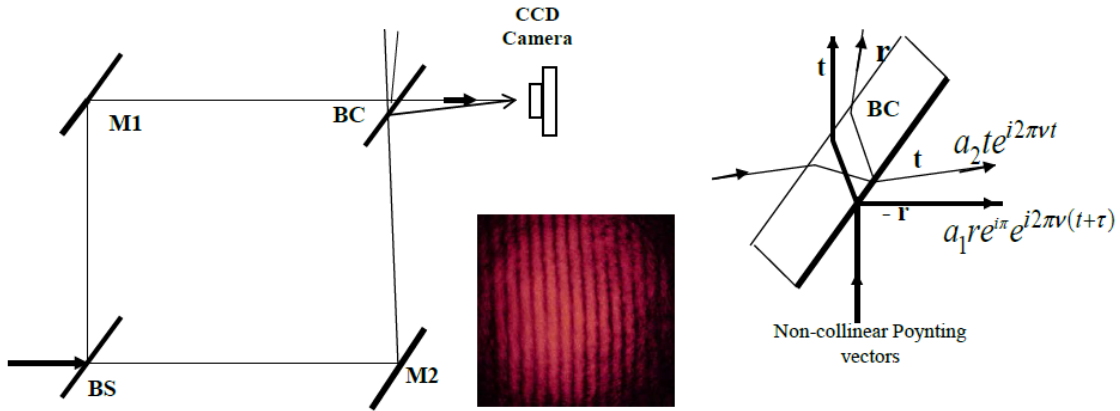 CCD
Camera
M1
BC
BS
M2
t
r
BC
t
a₂te^{i2πνt}
- r
a₁re^{iπ}e^{i2πν(t+τ)}
Non-collinear Poynting
vectors